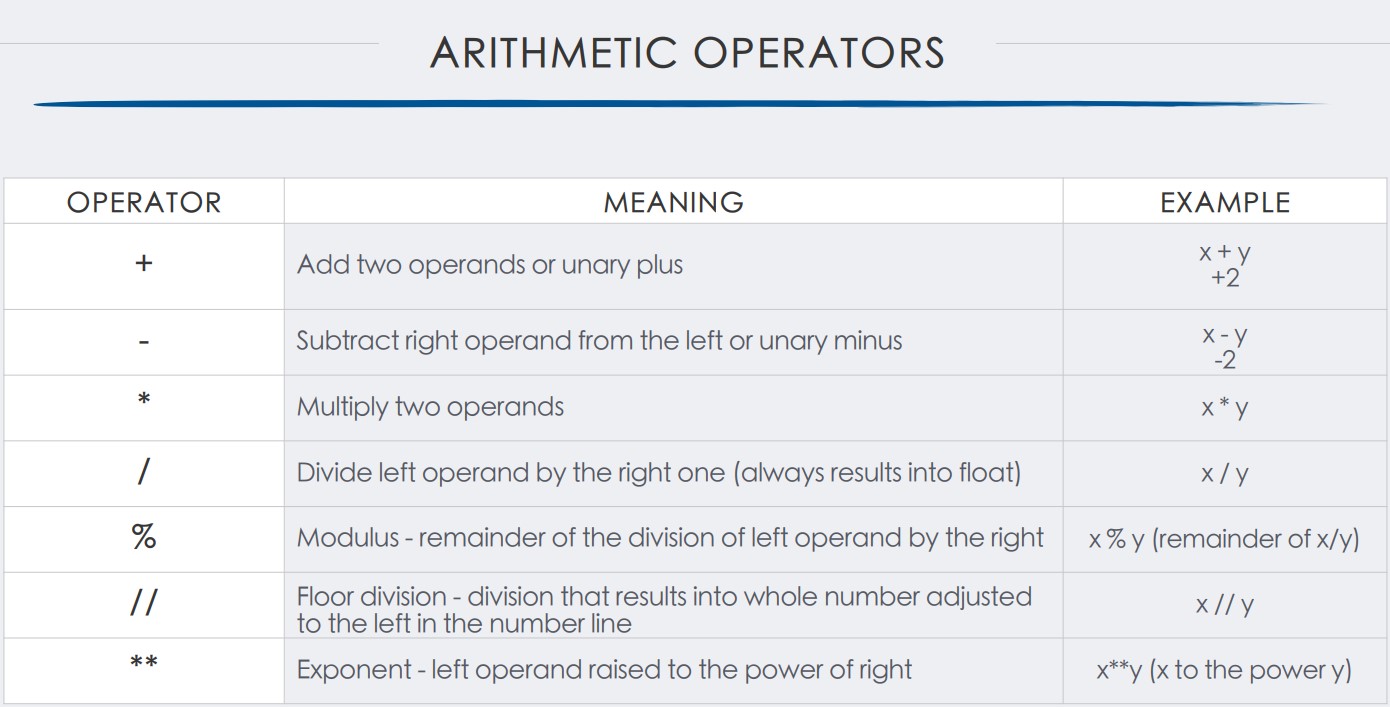 ARITHMETIC OPERATORS
OPERATOR MEANING EXAMPLE
+ Add two operands or unary plus x + y
+2
- Subtract right operand from the left or unary minus x - y
-2
* Multiply two operands x * y
/ Divide left operand by the right one (always results into float) x / y
% Modulus - remainder of the division of left operand by the right x % y (remainder of x/y)
// Floor division - division that results into whole number adjusted
to the left in the number line x // y
** Exponent - left operand raised to the power of right x**y (x to the power y)